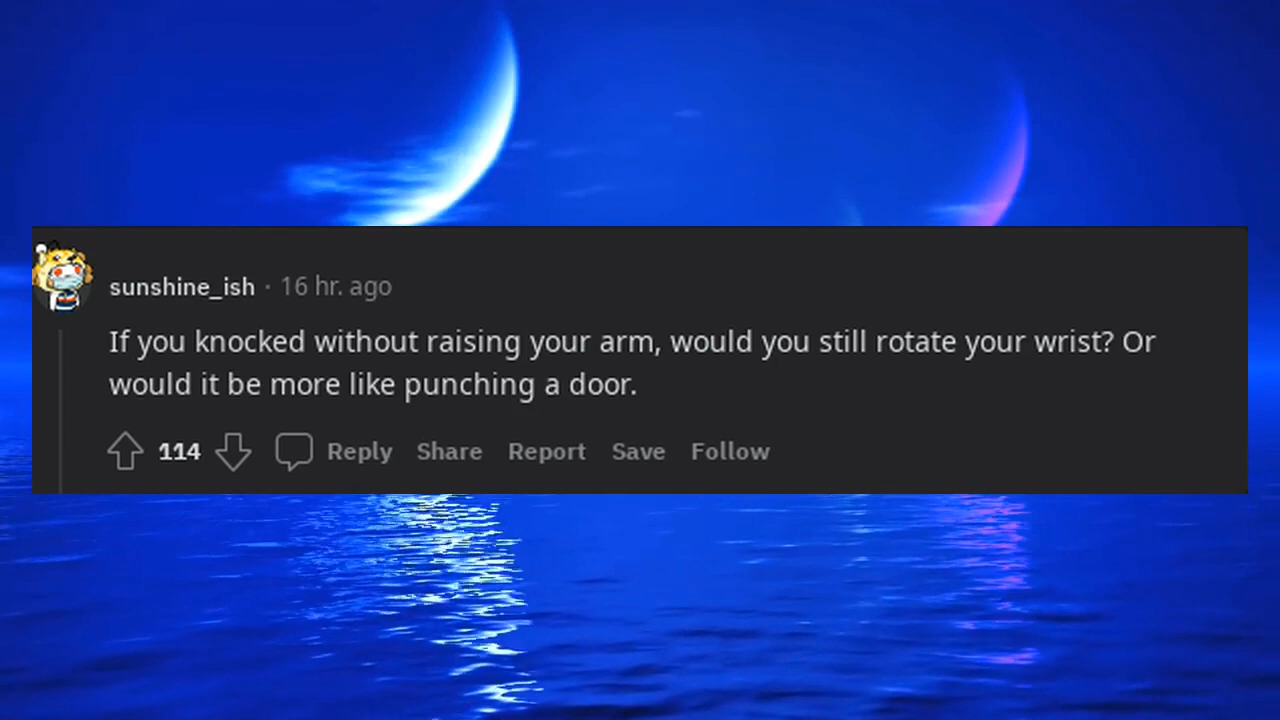 sunshine_ish · 16 hr. ago
If you knocked without raising your arm, would you still rotate your wrist? Or
would it be more like punching a door.
114 Reply Share Report Save Follow